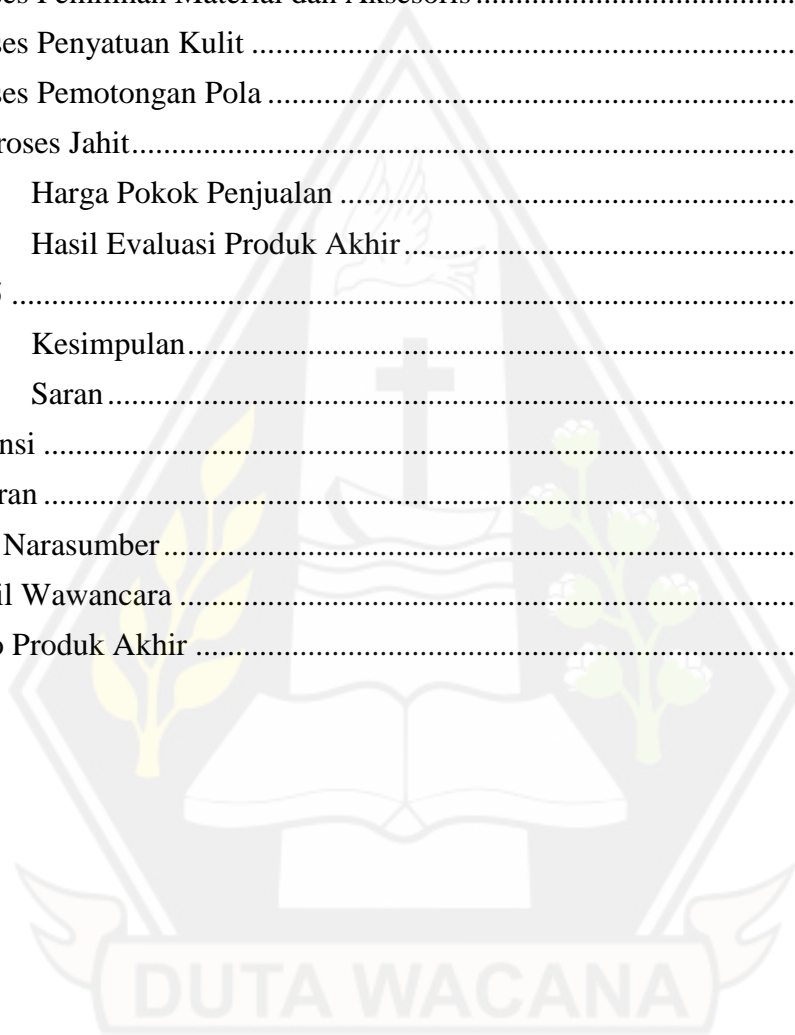 ses Pemilihan Material dan Aksesoris ....................................................
ses Penyatuan Kulit ....................................................
ses Pemotongan Pola ....................................................
roses Jahit ....................................................
Harga Pokok Penjualan ....................................................
Hasil Evaluasi Produk Akhir ....................................................
5 ....................................................
Kesimpulan ....................................................
Saran ....................................................
nsi ....................................................
ran ....................................................
Narasumber ....................................................
il Wawancara ....................................................
o Produk Akhir ....................................................
DUTA WACANA